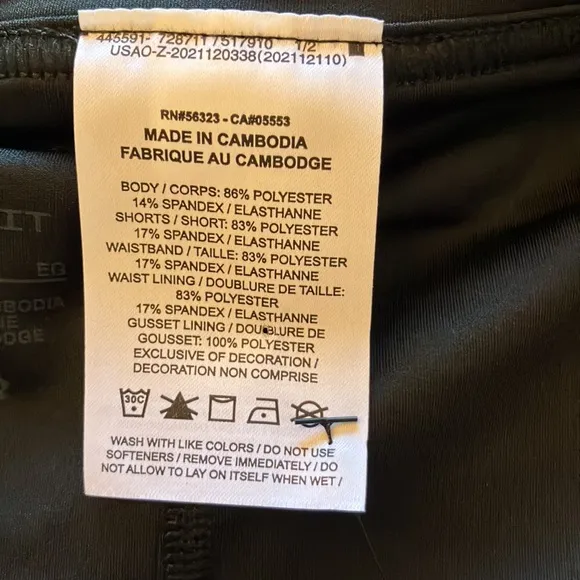 445591- 728711 /517910 1/2
USAO-Z-2021120338(202112110)
RN#56323 - CA#05553
MADE IN CAMBODIA
FABRIQUE AU CAMBODGE
BODY / CORPS: 86% POLYESTER
14% SPANDEX / ELASTHANNE
SHORTS / SHORT: 83% POLYESTER
17% SPANDEX / ELASTHANNE
WAISTBAND / TAILLE: 83% POLYESTER
17% SPANDEX / ELASTHANNE
WAIST LINING / DOUBLURE DE TAILLE:
83% POLYESTER
17% SPANDEX / ELASTHANNE
GUSSET LINING / DOUBLURE DE
GOUSSET: 100% POLYESTER
EXCLUSIVE OF DECORATION /
DECORATION NON COMPRISE
30C
WASH WITH LIKE COLORS / DO NOT USE
SOFTENERS / REMOVE IMMEDIATELY / DO
NOT ALLOW TO LAY ON ITSELF WHEN WET /